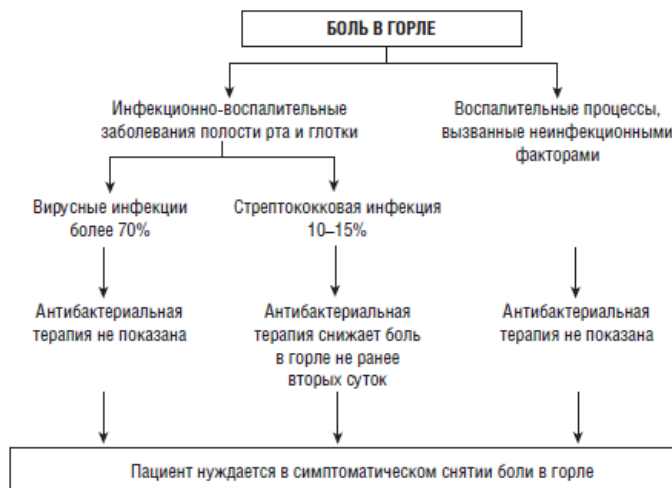 БОЛЬ В ГОРЛЕ
Инфекционно-воспалительные
заболевания полости рта и глотки
Воспалительные процессы,
вызванные неинфекционными
факторами
Вирусные инфекции
более 70%
Стрептококковая инфекция
10–15%
Антибактериальная
терапия не показана
Антибактериальная
терапия снижает боль
в горле не ранее
вторых суток
Антибактериальная
терапия не показана
Пациент нуждается в симптоматическом снятии боли в горле